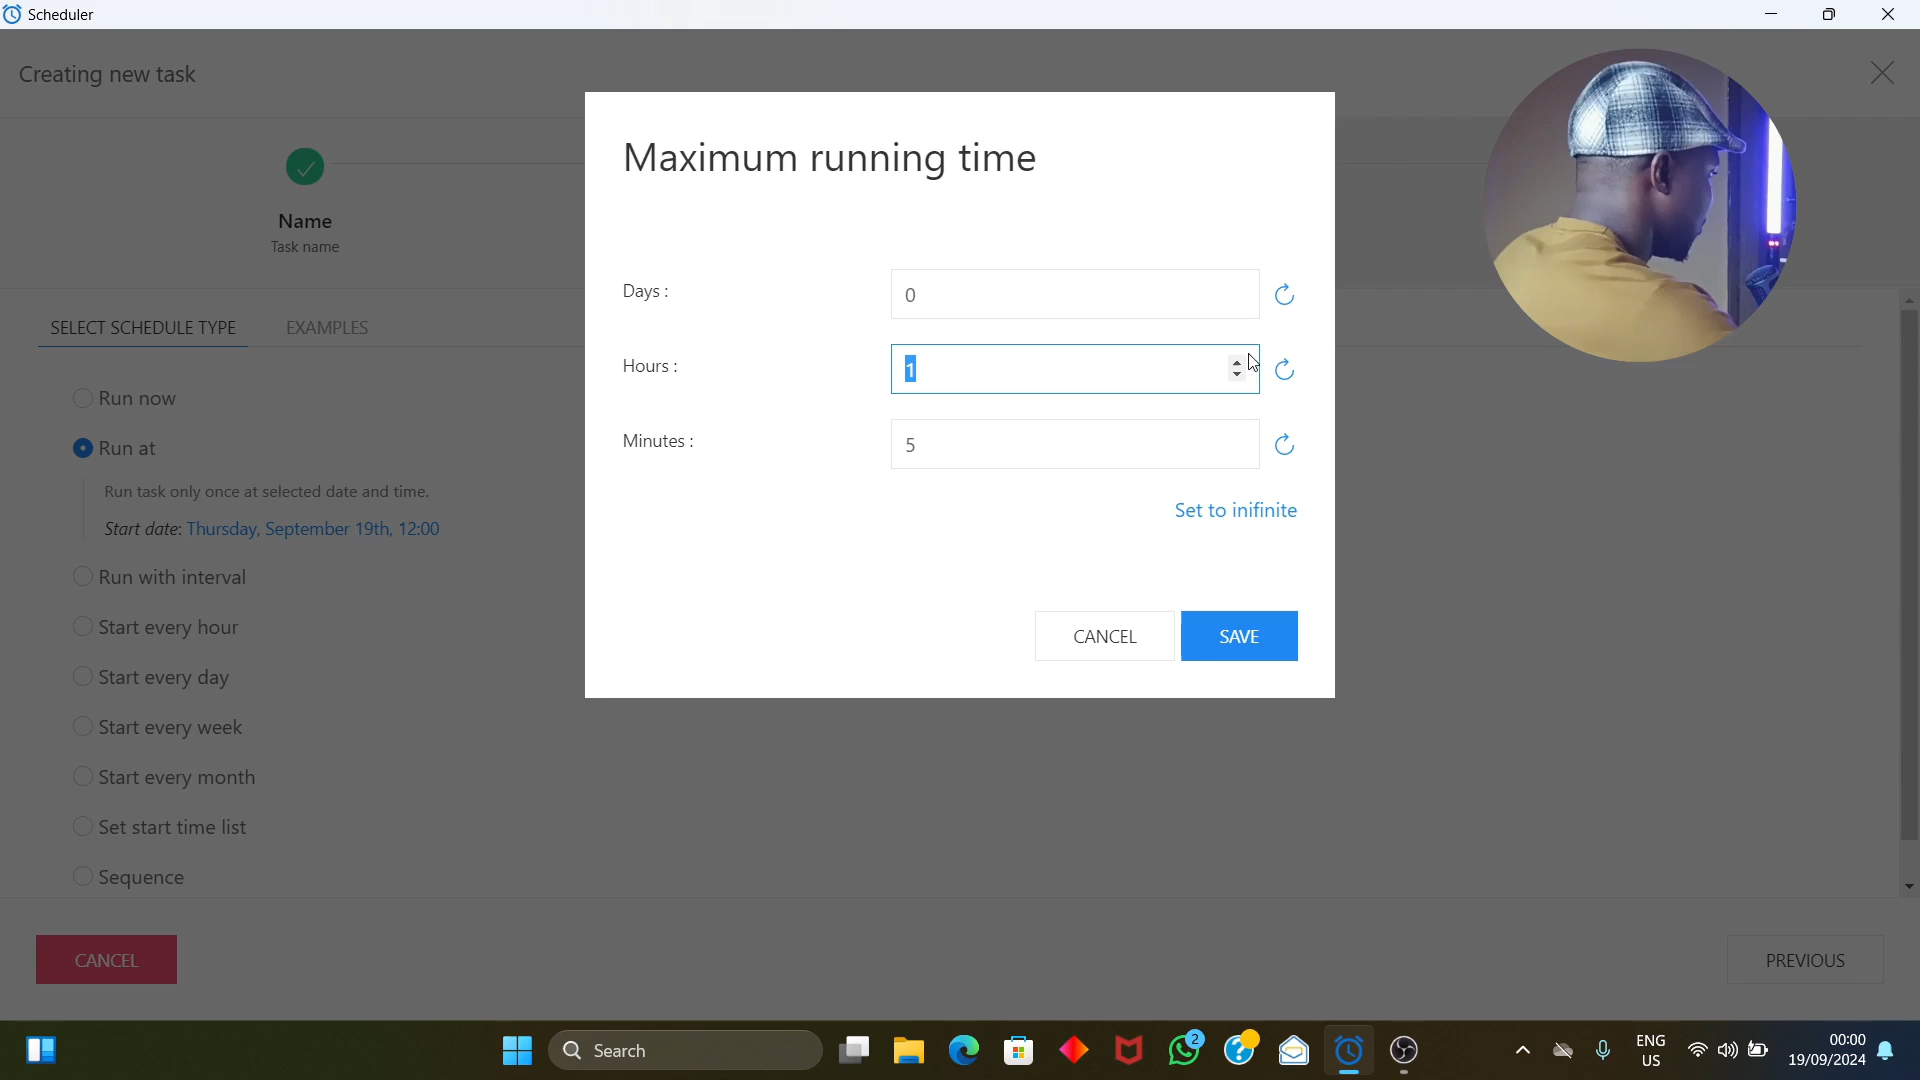 Scheduler
Creating new task
Name
Task name
SELECT SCHEDULE TYPE
EXAMPLES
Run now
Run at
Run task only once at selected date and time.
Start date: Thursday, September 19th, 12:00
Run with interval
Start every hour
Start every day
Start every week
Start every month
Set start time list
Sequence
Maximum running time
Days :
0
Hours :
1
Minutes :
5
Set to inifinite
CANCEL
SAVE
CANCEL
PREVIOUS
Search
2
ENG
US
00:00
19/09/2024